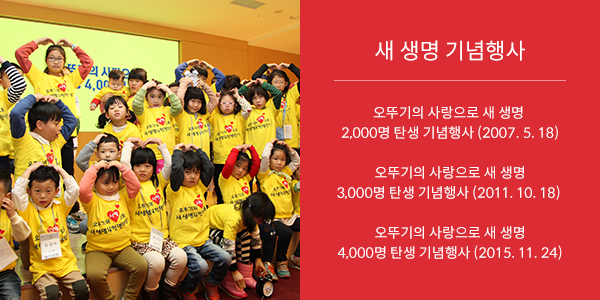 새 생명 기념행사
오뚜기의 사랑으로 새 생명
2,000명 탄생 기념행사 (2007. 5. 18)
오뚜기의 사랑으로 새 생명
3,000명 탄생 기념행사 (2011. 10. 18)
오뚜기의 사랑으로 새 생명
4,000명 탄생 기념행사 (2015. 11. 24)